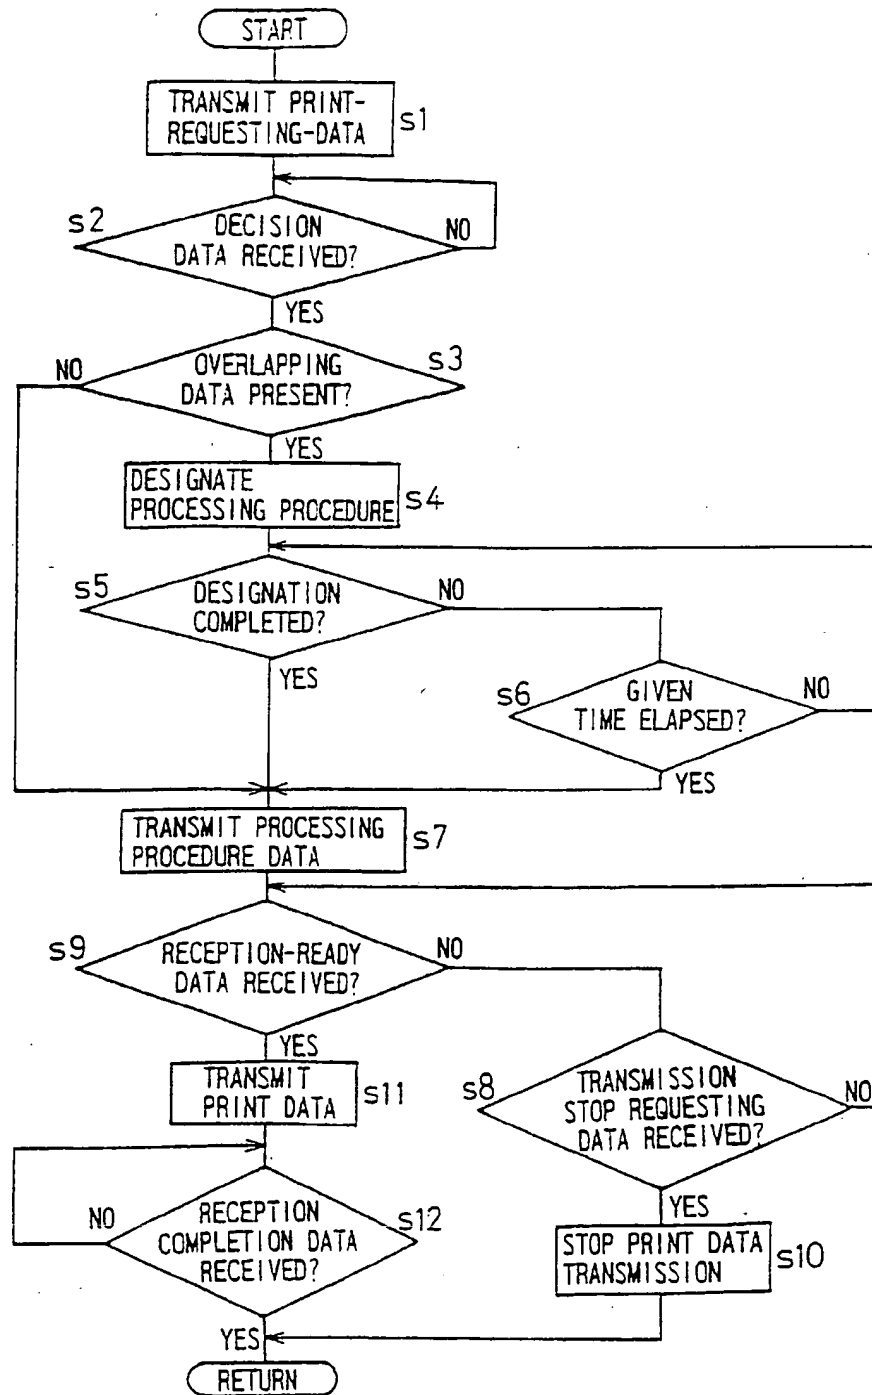 START
TRANSMIT PRINT-
REQUESTING-DATA
s1
s2
DECISION
DATA RECEIVED?
NO
YES
NO
OVERLAPPING
DATA PRESENT?
s3
YES
DESIGNATE
PROCESSING PROCEDURE
s4
s5
DESIGNATION
COMPLETED?
NO
YES
s6
GIVEN
TIME ELAPSED?
NO
YES
TRANSMIT PROCESSING
PROCEDURE DATA
s7
s9
RECEPTION-READY
DATA RECEIVED?
NO
YES
TRANSMIT
PRINT DATA
s11
s8
TRANSMISSION
STOP REQUESTING
DATA RECEIVED?
NO
YES
NO
RECEPTION
COMPLETION DATA
RECEIVED?
s12
STOP PRINT DATA
TRANSMISSION
s10
YES
RETURN